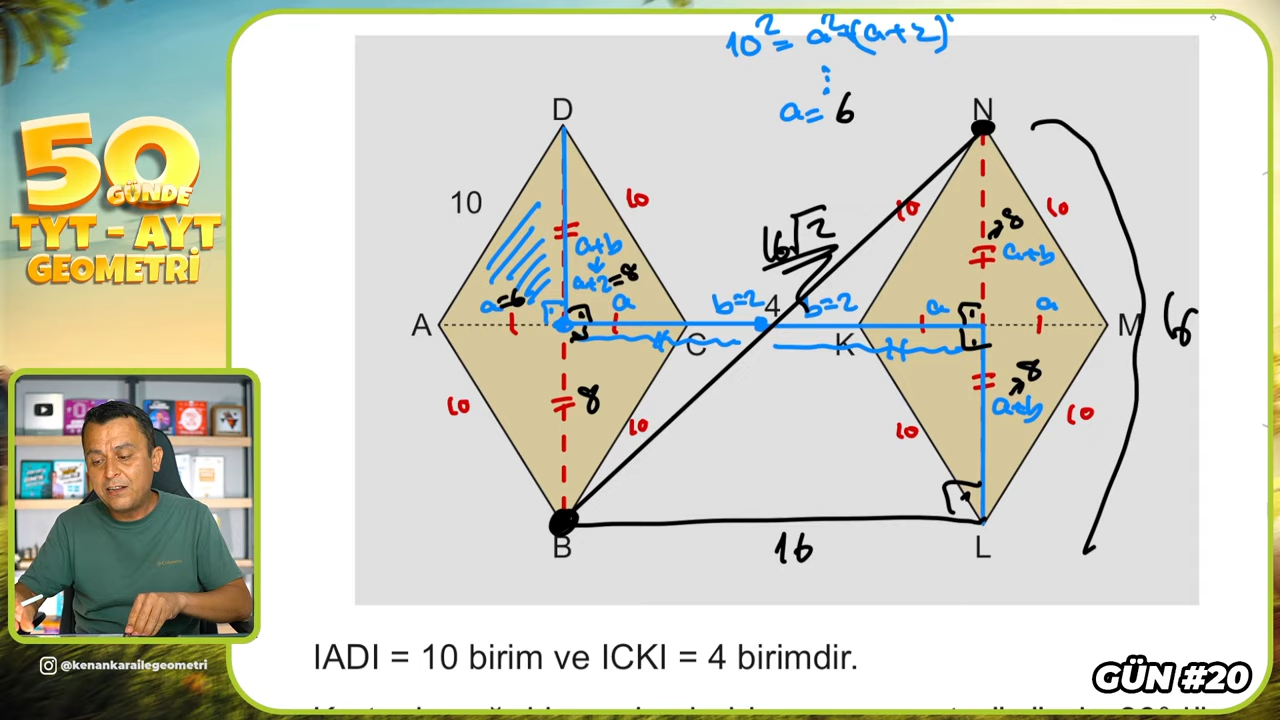 10² = a² + (a+2)²
a = 6
50
GÜNDE
TYT - AYT
GEOMETRİ
D
N
10
10
10
10
16√2
8
a+b
a+b
a+2=8
a=6
a
b=2
4
b=2
a
a
A
C
K
M
16
8
8
a+b
10
10
10
10
B
16
L
@kenankarailegeometri
IADI = 10 birim ve ICKI = 4 birimdir.
GÜN #20